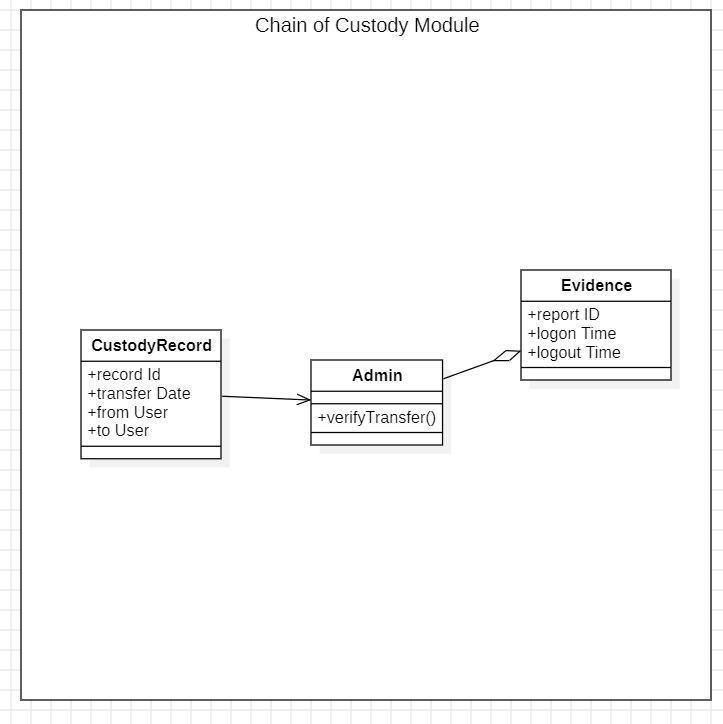 Chain of Custody Module
CustodyRecord
+record Id
+transfer Date
+from User
+to User
Admin
+verifyTransfer()
Evidence
+report ID
+logon Time
+logout Time